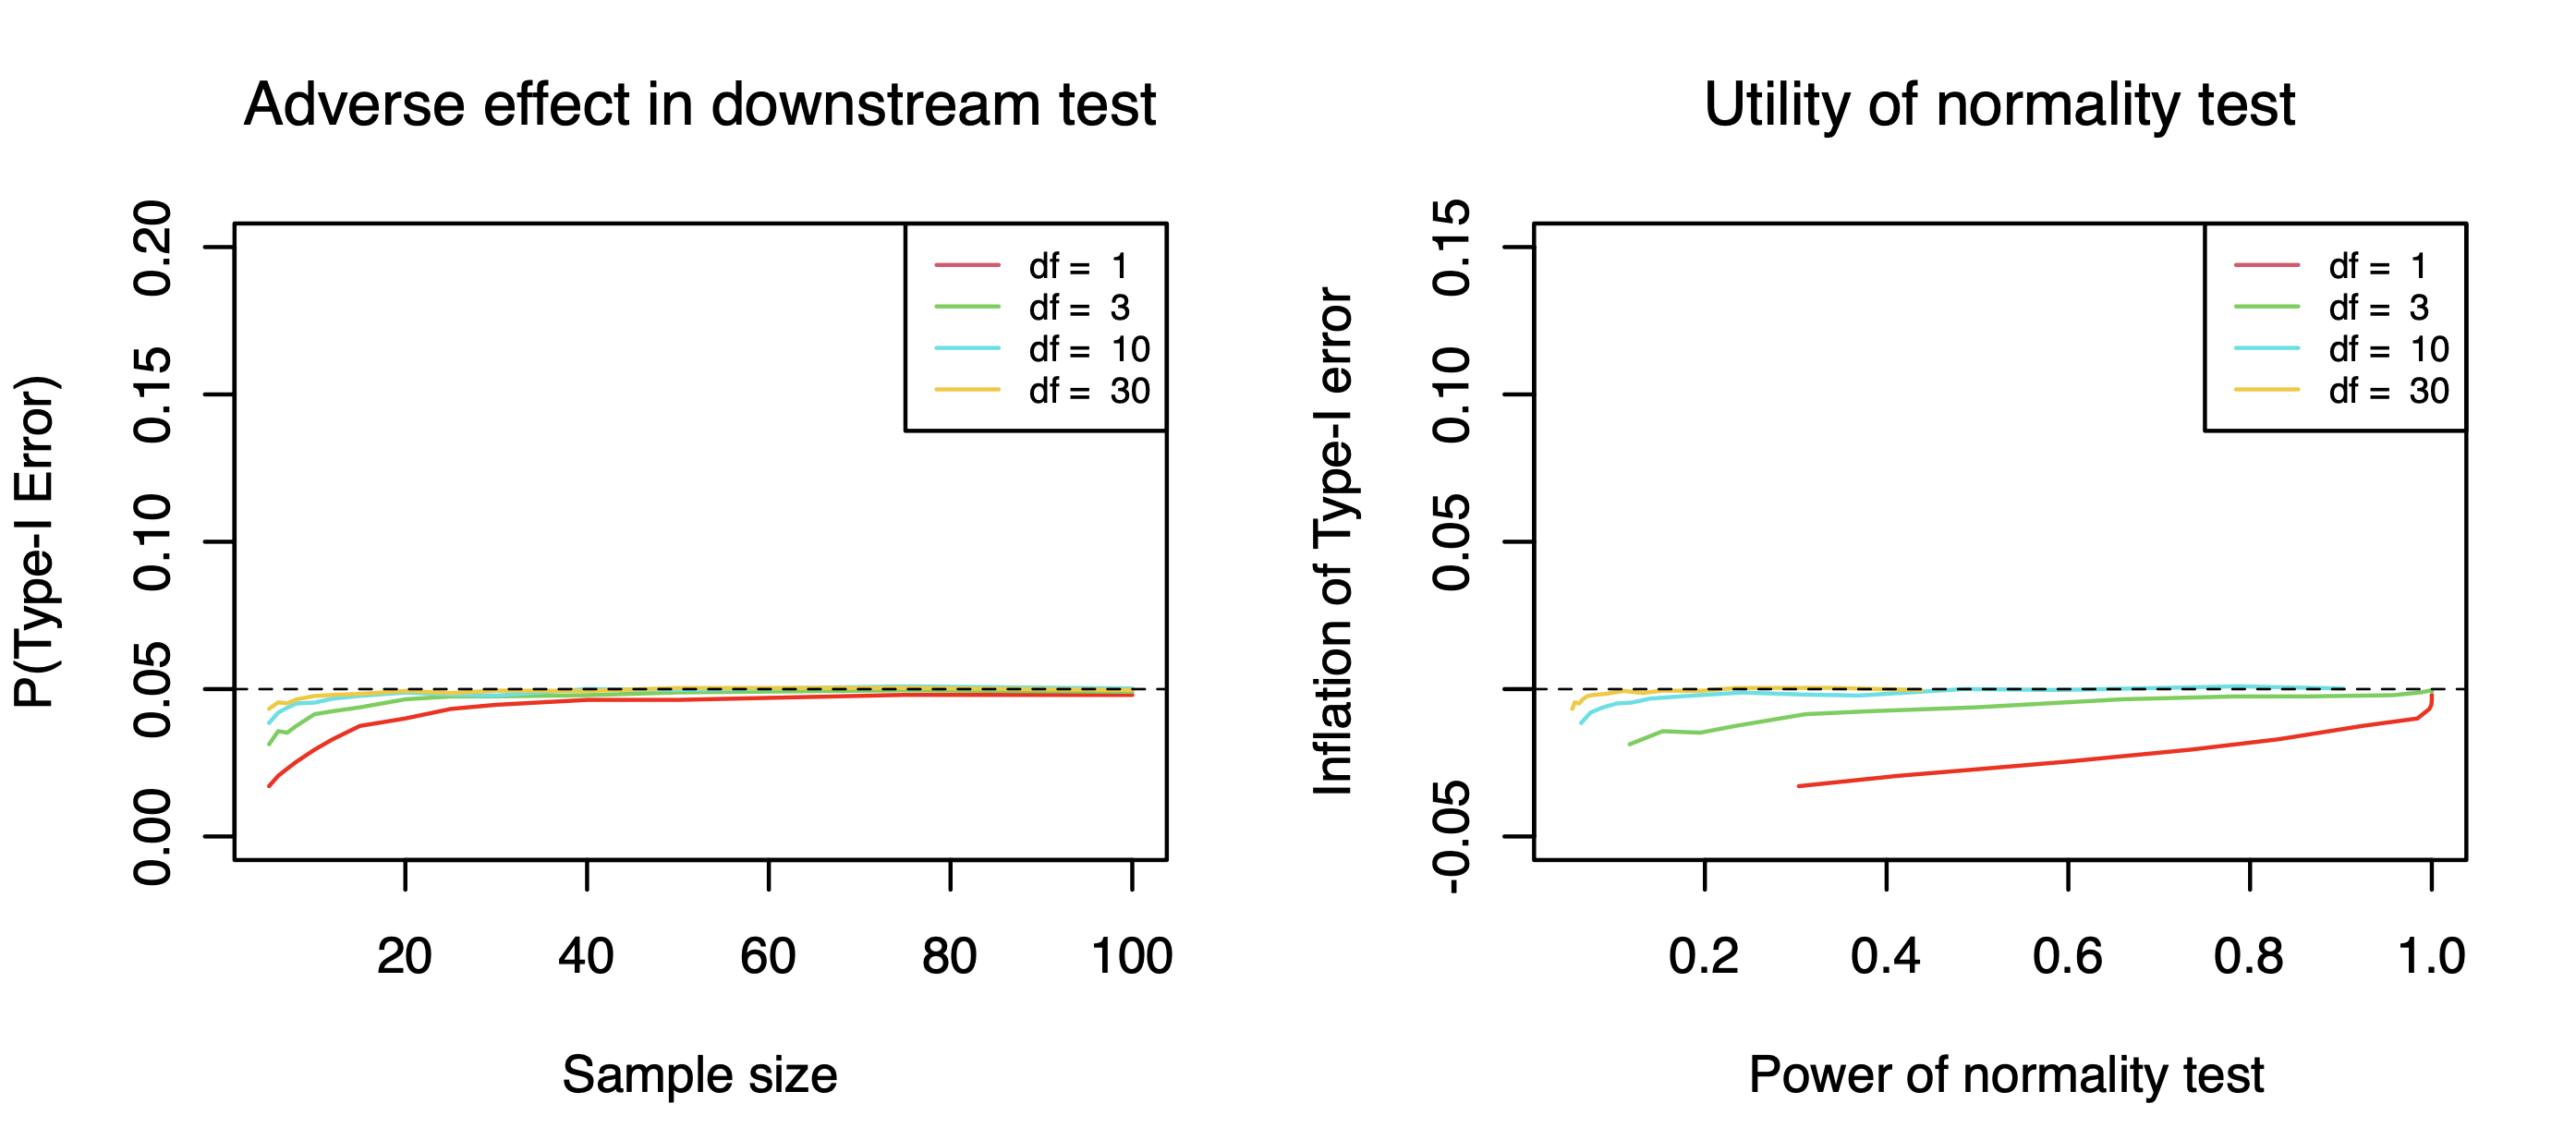 Adverse effect in downstream test
P(Type-I Error)
0.20
0.15
0.10
0.05
0.00
df = 1
df = 3
df = 10
df = 30
20 40 60 80 100
Sample size
Utility of normality test
Inflation of Type-I error
0.15
0.10
0.05
-0.05
df = 1
df = 3
df = 10
df = 30
0.2 0.4 0.6 0.8 1.0
Power of normality test